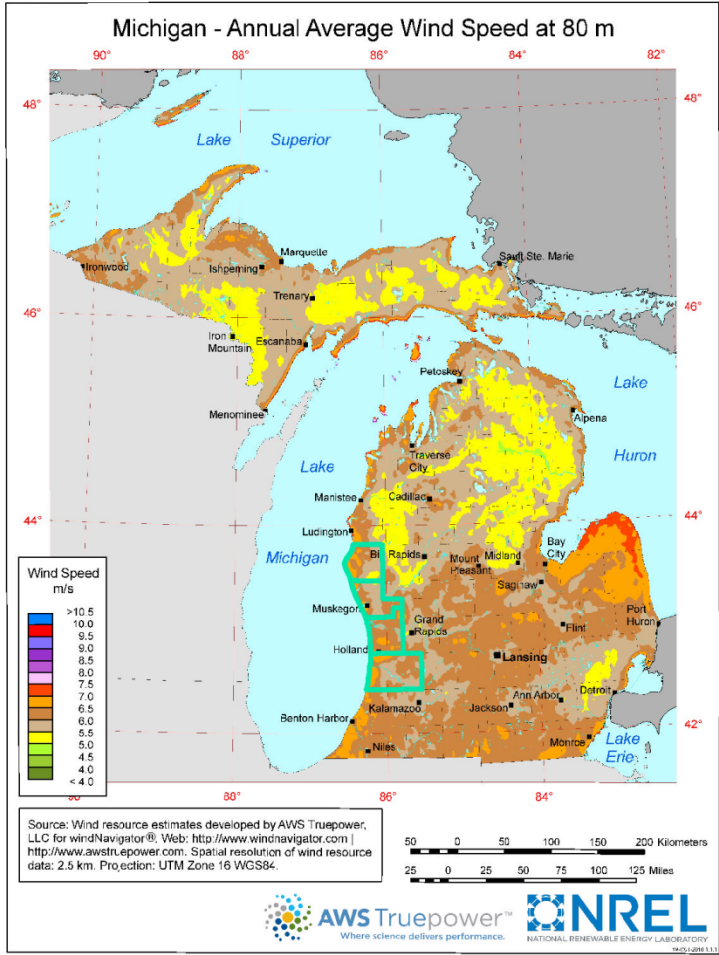 Michigan - Annual Average Wind Speed at 80 m
90°
88°
86°
84°
82°
48°
48°
Lake Superior
Marquette
Sault Ste. Marie
Ironwood
Ishpeming
Trenary
46°
46°
Iron
Mountain
Escanaba
Petoskey
Lake
Menominee
Alpena
Traverse
City
Huron
Lake
Manistee
Cadillac
44°
44°
Ludington
Bay
City
Michigan
Big Rapids
Mount
Pleasant
Midland
Saginaw
Muskegon
Grand
Rapids
Port
Huron
Flint
Holland
Lansing
Ann Arbor
Detroit
Kalamazoo
Jackson
Benton Harbor
42°
42°
Monroe
Lake
Erie
Niles
88°
86°
84°
Wind Speed
m/s
>10.5
10.0
9.5
9.0
8.5
8.0
7.5
7.0
6.5
6.0
5.5
5.0
4.5
4.0
< 4.0
Source: Wind resource estimates developed by AWS Truepower,
LLC for windNavigator®. Web: http://www.windnavigator.com |
http://www.awstruepower.com. Spatial resolution of wind resource
data: 2.5 km. Projection: UTM Zone 16 WGS84.
50 0 50 100 150 200 Kilometers
25 0 25 50 75 100 125 Miles
AWS Truepower™
Where science delivers performance.
NREL
NATIONAL RENEWABLE ENERGY LABORATORY